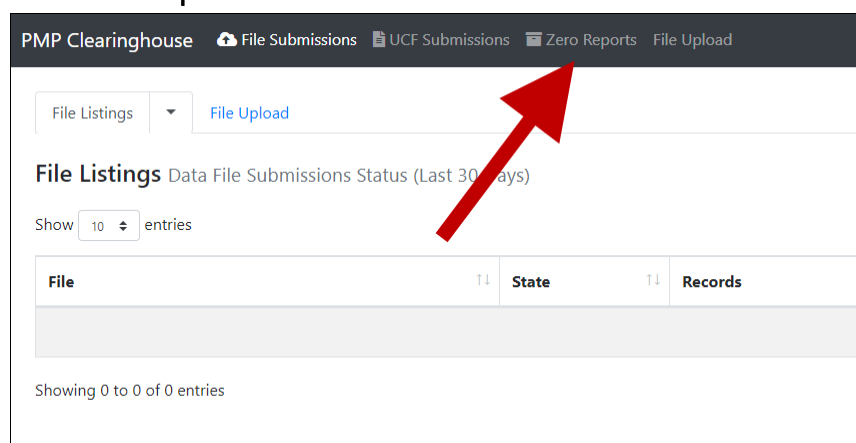 PMP Clearinghouse File Submissions UCF Submissions Zero Reports File Upload
File Listings File Upload
File Listings Data File Submissions Status (Last 30 Days)
Show 10 entries
File State Records
Showing 0 to 0 of 0 entries